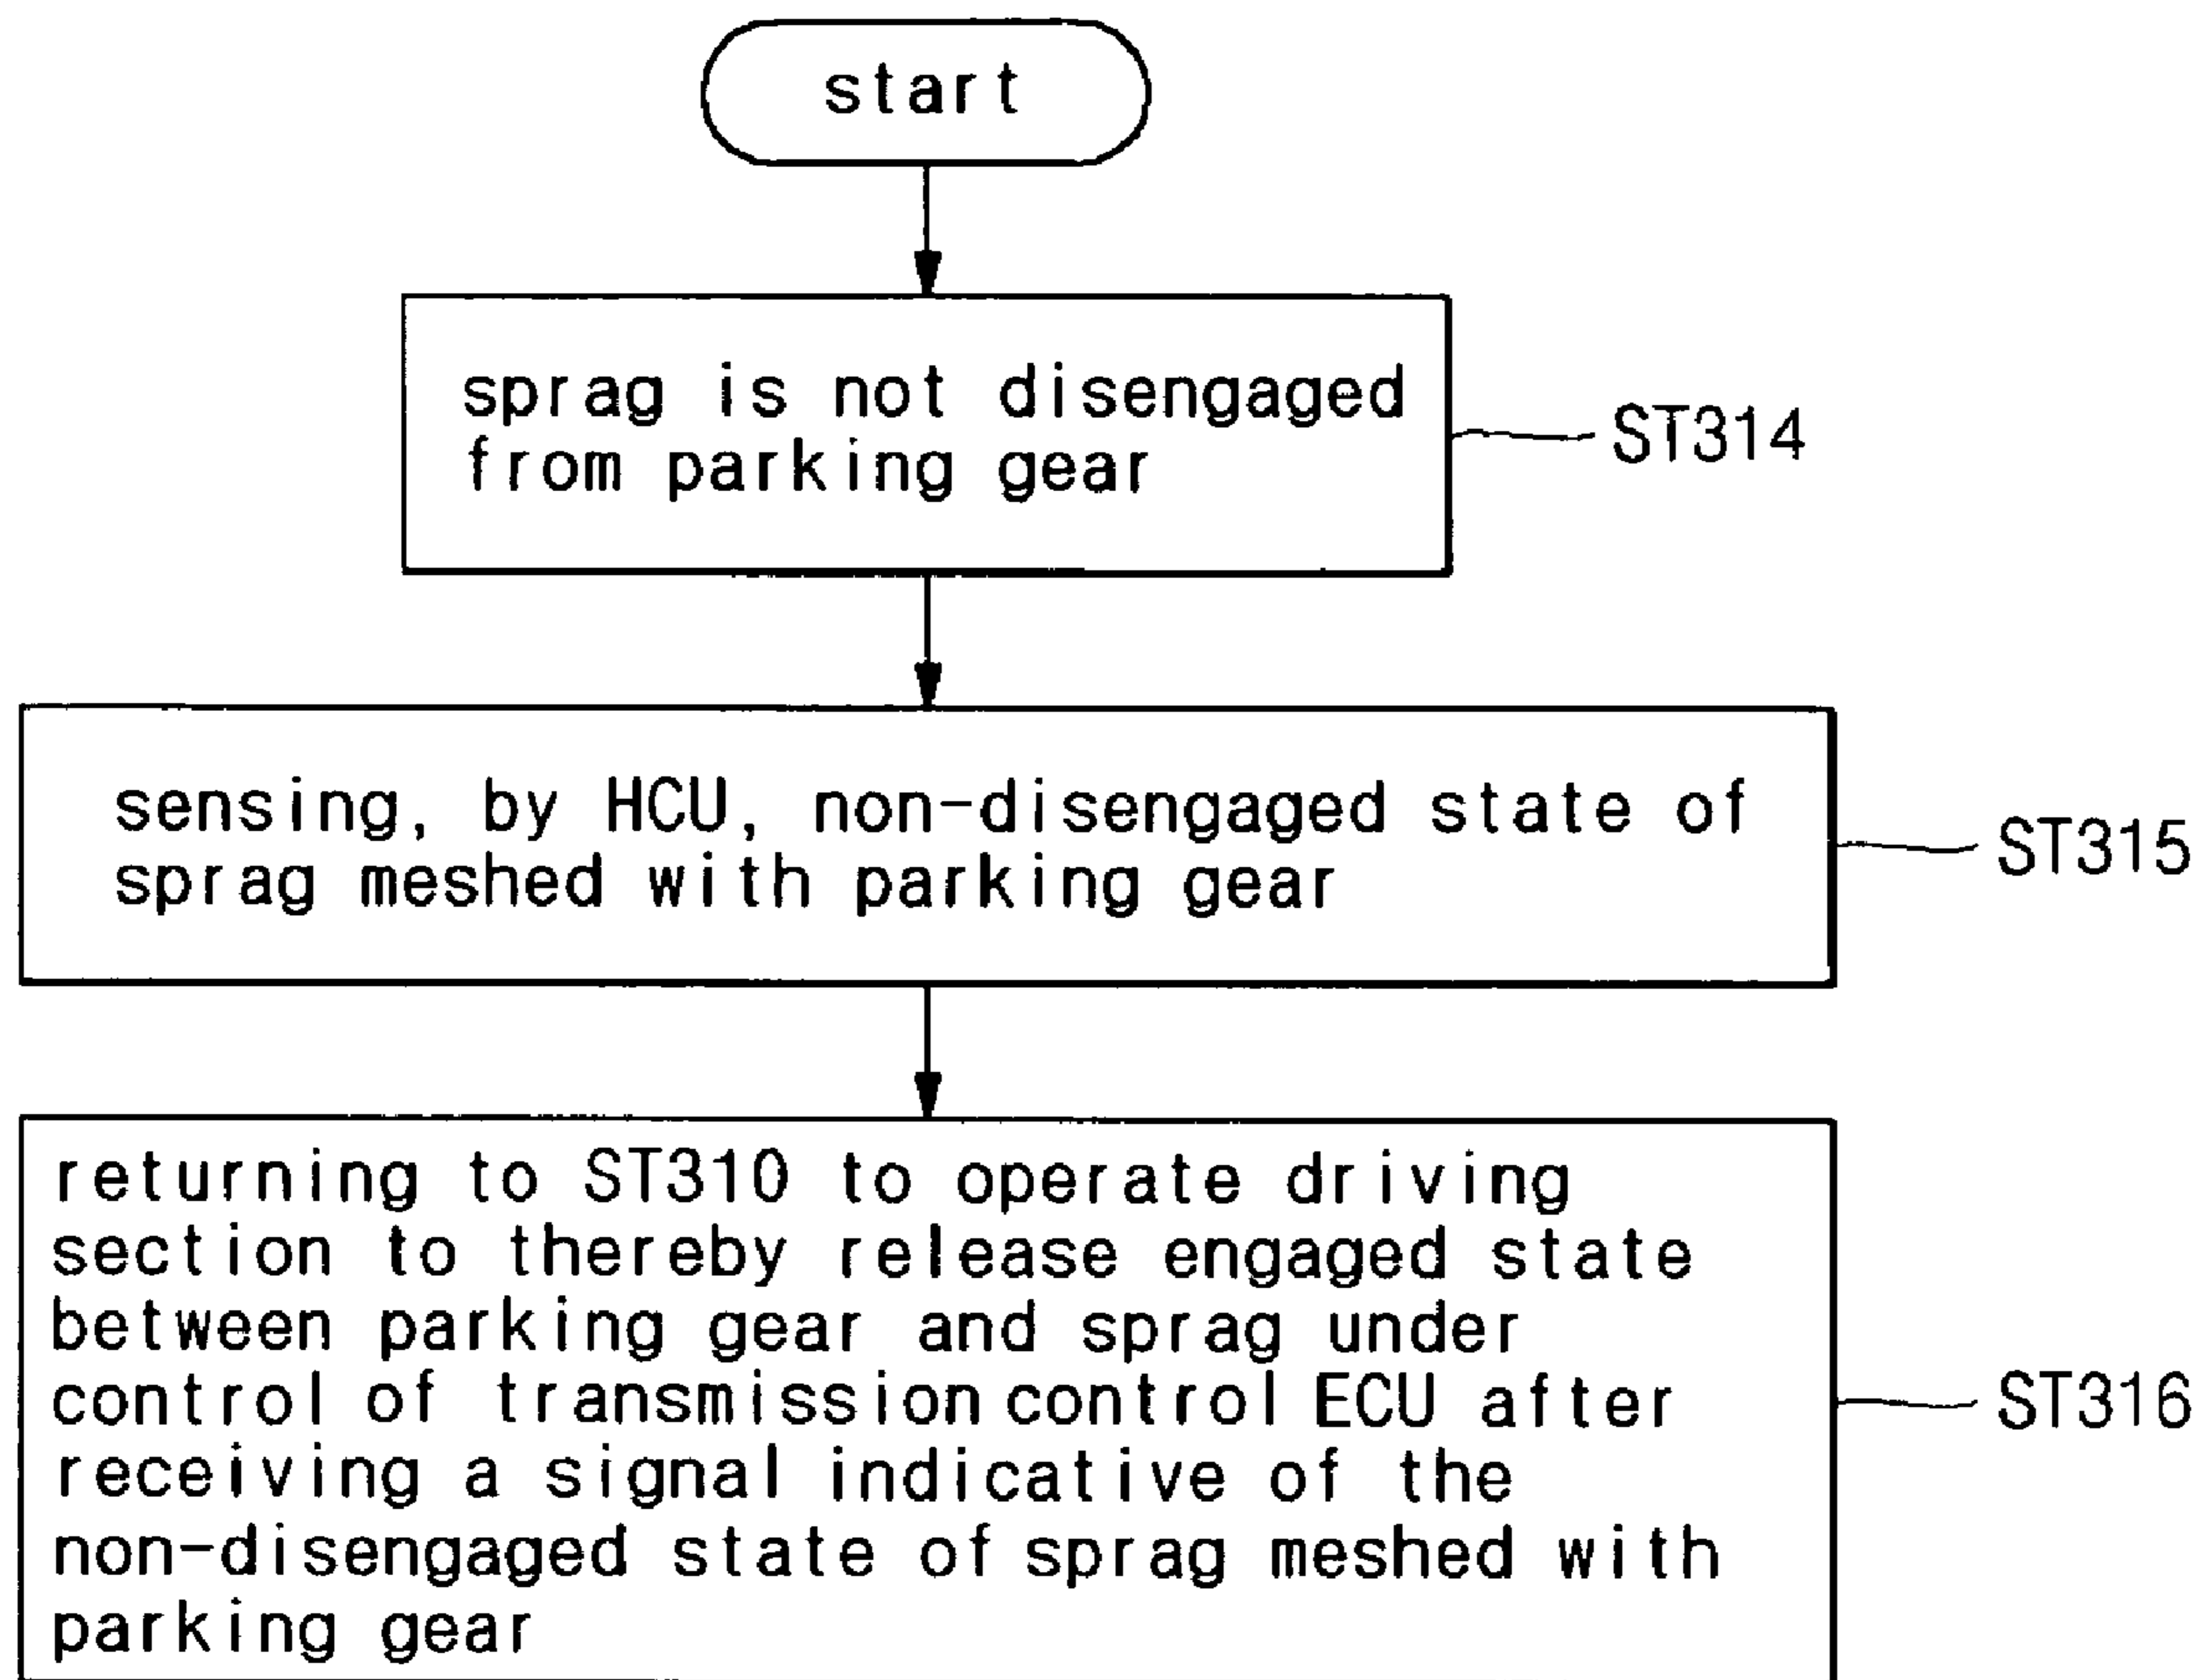 start
sprag is not disengaged
from parking gear
ST314
sensing, by HCU, non-disengaged state of
sprag meshed with parking gear
ST315
returning to ST310 to operate driving
section to thereby release engaged state
between parking gear and sprag under
control of transmission control ECU after
receiving a signal indicative of the
non-disengaged state of sprag meshed with
parking gear
ST316